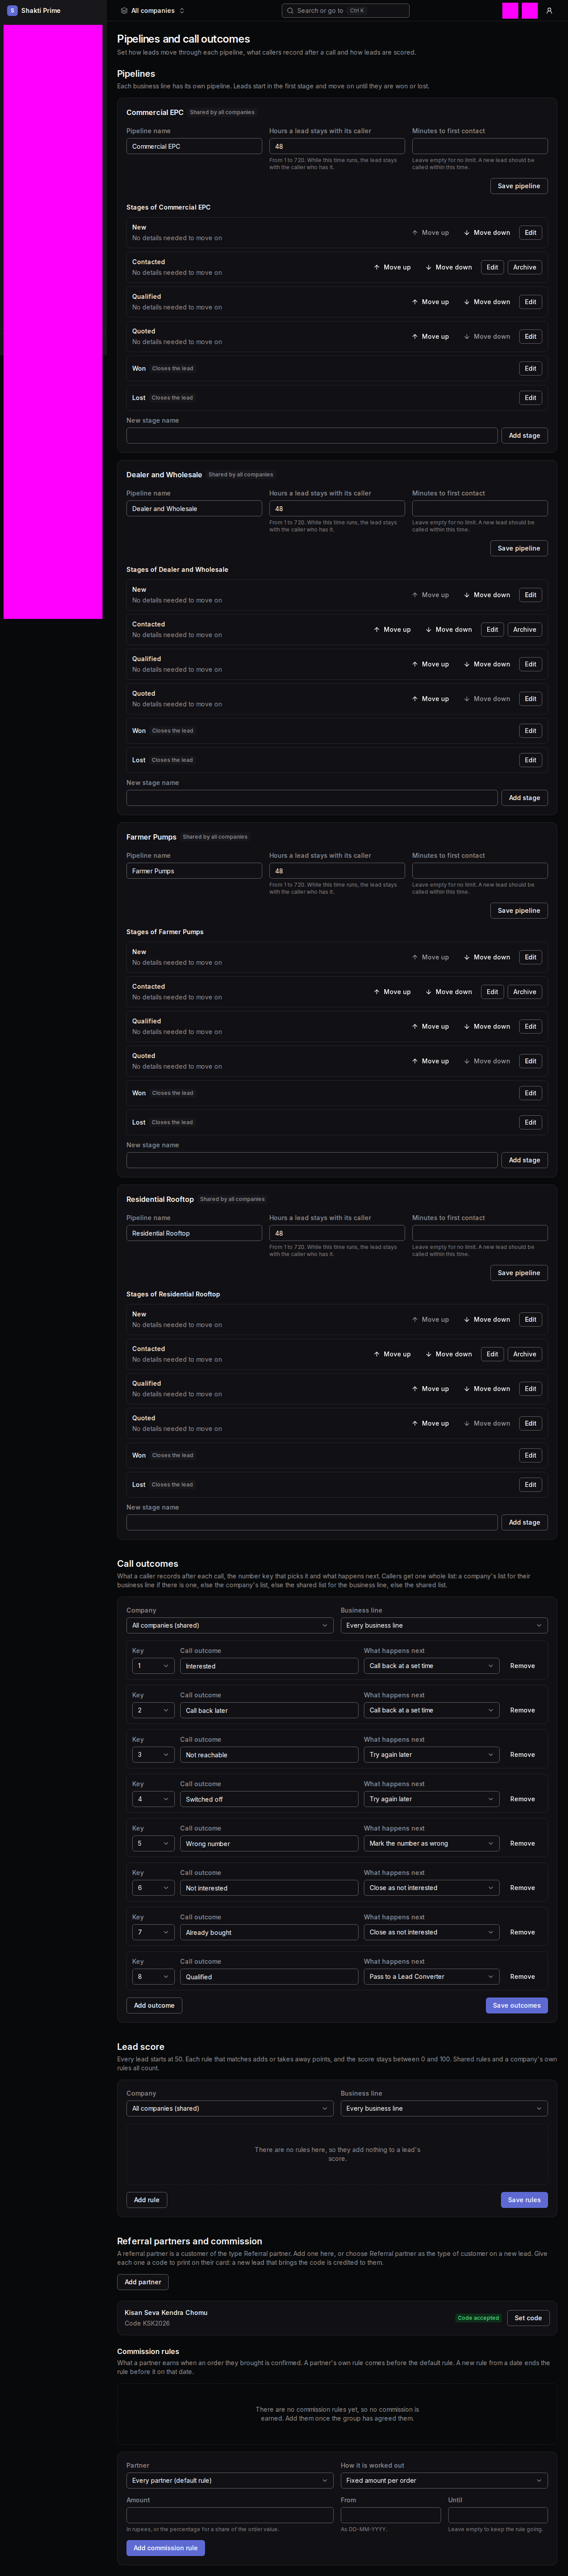 S Shakti Prime
All companies
Search or go to Ctrl K
Pipelines and call outcomes
Set how leads move through each pipeline, what callers record after a call and how leads are scored.
Pipelines
Each business line has its own pipeline. Leads start in the first stage and move on until they are won or lost.
Commercial EPC Shared by all companies
Pipeline name Hours a lead stays with its caller Minutes to first contact
Commercial EPC 48
From 1 to 720. While this time runs, the lead stays Leave empty for no limit. A new lead should be
with the caller who has it. called within this time.
Save pipeline
Stages of Commercial EPC
New
No details needed to move on
Move up Move down Edit
Contacted
No details needed to move on
Move up Move down Edit Archive
Qualified
No details needed to move on
Move up Move down Edit
Quoted
No details needed to move on
Move up Move down Edit
Won Closes the lead Edit
Lost Closes the lead Edit
New stage name
Add stage
Dealer and Wholesale Shared by all companies
Pipeline name Hours a lead stays with its caller Minutes to first contact
Dealer and Wholesale 48
From 1 to 720. While this time runs, the lead stays Leave empty for no limit. A new lead should be
with the caller who has it. called within this time.
Save pipeline
Stages of Dealer and Wholesale
New
No details needed to move on
Move up Move down Edit
Contacted
No details needed to move on
Move up Move down Edit Archive
Qualified
No details needed to move on
Move up Move down Edit
Quoted
No details needed to move on
Move up Move down Edit
Won Closes the lead Edit
Lost Closes the lead Edit
New stage name
Add stage
Farmer Pumps Shared by all companies
Pipeline name Hours a lead stays with its caller Minutes to first contact
Farmer Pumps 48
From 1 to 720. While this time runs, the lead stays Leave empty for no limit. A new lead should be
with the caller who has it. called within this time.
Save pipeline
Stages of Farmer Pumps
New
No details needed to move on
Move up Move down Edit
Contacted
No details needed to move on
Move up Move down Edit Archive
Qualified
No details needed to move on
Move up Move down Edit
Quoted
No details needed to move on
Move up Move down Edit
Won Closes the lead Edit
Lost Closes the lead Edit
New stage name
Add stage
Residential Rooftop Shared by all companies
Pipeline name Hours a lead stays with its caller Minutes to first contact
Residential Rooftop 48
From 1 to 720. While this time runs, the lead stays Leave empty for no limit. A new lead should be
with the caller who has it. called within this time.
Save pipeline
Stages of Residential Rooftop
New
No details needed to move on
Move up Move down Edit
Contacted
No details needed to move on
Move up Move down Edit Archive
Qualified
No details needed to move on
Move up Move down Edit
Quoted
No details needed to move on
Move up Move down Edit
Won Closes the lead Edit
Lost Closes the lead Edit
New stage name
Add stage
Call outcomes
What a caller records after each call, the number key that picks it and what happens next. Callers get one whole list: a company's list for their
business line if there is one, else the company's list, else the shared list for the business line, else the shared list.
Company Business line
All companies (shared) Every business line
Key Call outcome What happens next
1 Interested Call back at a set time Remove
Key Call outcome What happens next
2 Call back later Call back at a set time Remove
Key Call outcome What happens next
3 Not reachable Try again later Remove
Key Call outcome What happens next
4 Switched off Try again later Remove
Key Call outcome What happens next
5 Wrong number Mark the number as wrong Remove
Key Call outcome What happens next
6 Not interested Close as not interested Remove
Key Call outcome What happens next
7 Already bought Close as not interested Remove
Key Call outcome What happens next
8 Qualified Pass to a Lead Converter Remove
Add outcome Save outcomes
Lead score
Every lead starts at 50. Each rule that matches adds or takes away points, and the score stays between 0 and 100. Shared rules and a company's own
rules all count.
Company Business line
All companies (shared) Every business line
There are no rules here, so they add nothing to a lead's
score.
Add rule Save rules
Referral partners and commission
A referral partner is a customer of the type Referral partner. Add one here, or choose Referral partner as the type of customer on a new lead. Give
each one a code to print on their card: a new lead that brings the code is credited to them.
Add partner
Kisan Seva Kendra Chomu
Code KSK2026
Code accepted Set code
Commission rules
What a partner earns when an order they brought is confirmed. A partner's own rule comes before the default rule. A new rule from a date ends the
rule before it on that date.
There are no commission rules yet, so no commission is
earned. Add them once the group has agreed them.
Partner How it is worked out
Every partner (default rule) Fixed amount per order
Amount From Until
In rupees, or the percentage for a share of the order value. As DD-MM-YYYY. Leave empty to keep the rule going.
Add commission rule